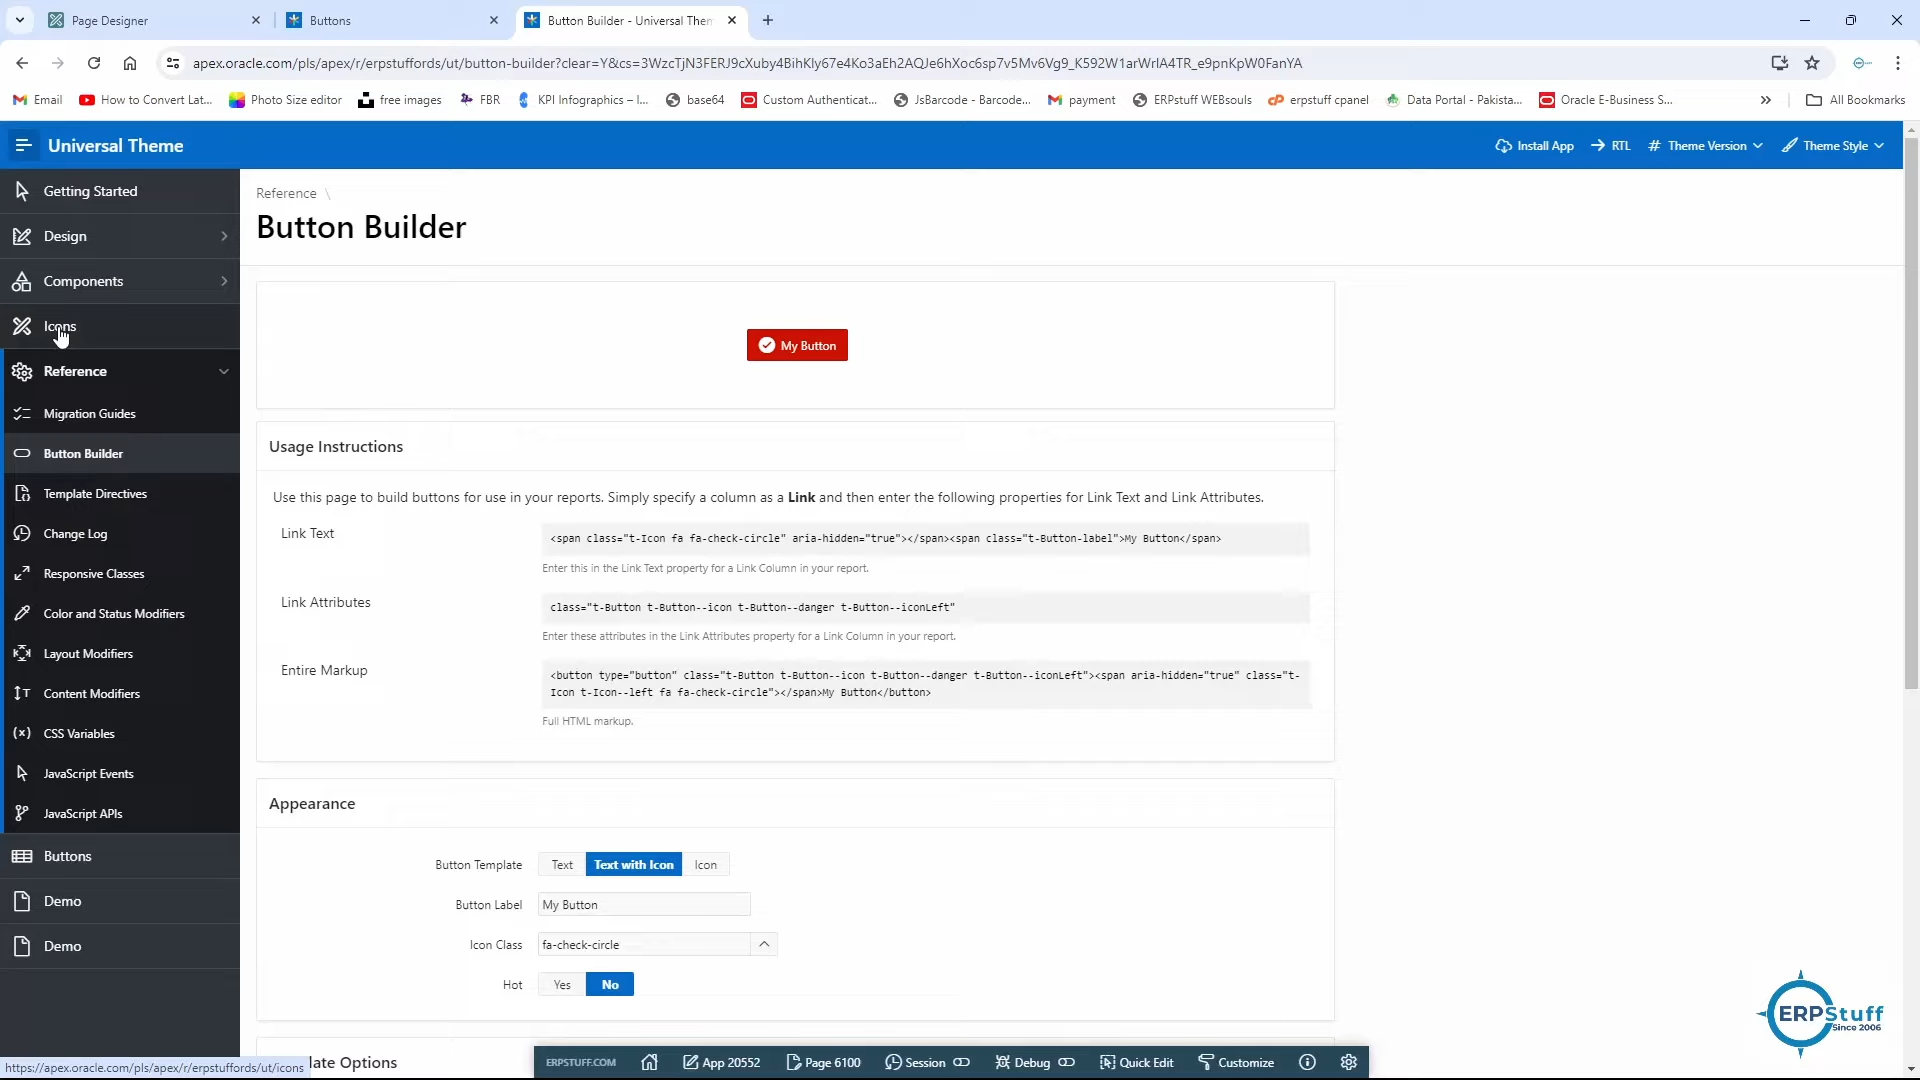 Page Designer
Buttons
Button Builder - Universal Then
apex.oracle.com/pls/apex/r/erpstuffords/ut/button-builder?clear=Y&cs=3WzcTjN3FERJ9cXuby4BihKly67e4Ko3aEh2AQJe6hXoc6sp7v5Mv6Vg9_K592W1arWrlA4TR_e9pnKpW0FanYA
Email
How to Convert Lat...
Photo Size editor
free images
FBR
KPI Infographics – I...
base64
Custom Authenticat...
JsBarcode - Barcode...
payment
ERPstuff WEBsouls
erpstuff cpanel
Data Portal - Pakista...
Oracle E-Business S...
All Bookmarks
Universal Theme
Install App
RTL
Theme Version
Theme Style
Getting Started
Design
Components
Icons
Reference
Migration Guides
Button Builder
Template Directives
Change Log
Responsive Classes
Color and Status Modifiers
Layout Modifiers
Content Modifiers
CSS Variables
JavaScript Events
JavaScript APIs
Buttons
Demo
Demo
Reference \
Button Builder
My Button
Usage Instructions
Use this page to build buttons for use in your reports. Simply specify a column as a Link and then enter the following properties for Link Text and Link Attributes.
Link Text
<span class="t-Icon fa fa-check-circle" aria-hidden="true"></span><span class="t-Button-label">My Button</span>
Enter this in the Link Text property for a Link Column in your report.
Link Attributes
class="t-Button t-Button--icon t-Button--danger t-Button--iconLeft"
Enter these attributes in the Link Attributes property for a Link Column in your report.
Entire Markup
<button type="button" class="t-Button t-Button--icon t-Button--danger t-Button--iconLeft"><span aria-hidden="true" class="t-
Icon t-Icon--left fa fa-check-circle"></span>My Button</button>
Full HTML markup.
Appearance
Button Template
Text
Text with Icon
Icon
Button Label
My Button
Icon Class
fa-check-circle
Hot
Yes
No
late Options
https://apex.oracle.com/pls/apex/r/erpstuffords/ut/icons
ERPSTUFF.COM
App 20552
Page 6100
Session
Debug
Quick Edit
Customize
ERPStuff
Since 2006